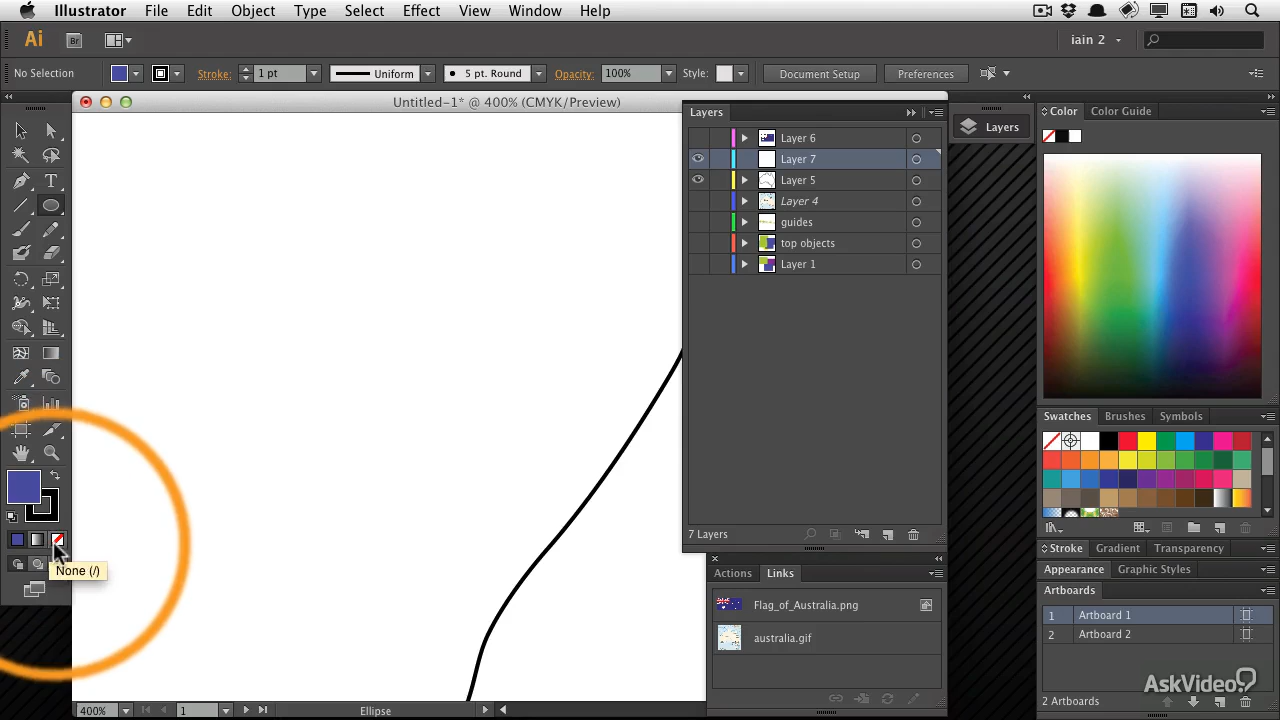 Illustrator File Edit Object Type Select Effect View Window Help
Ai Br iain 2
No Selection Stroke: 1 pt Uniform 5 pt. Round Opacity: 100% Style: Document Setup Preferences
Untitled-1* @ 400% (CMYK/Preview)
Layers
Layer 6
Layer 7
Layer 5
Layer 4
guides
top objects
Layer 1
7 Layers
Layers
Color Color Guide
Swatches Brushes Symbols
Stroke Gradient Transparency
Appearance Graphic Styles
Artboards
1 Artboard 1
2 Artboard 2
2 Artboards
Actions Links
Flag_of_Australia.png
australia.gif
None (/)
400% 1 Ellipse
AskVideo